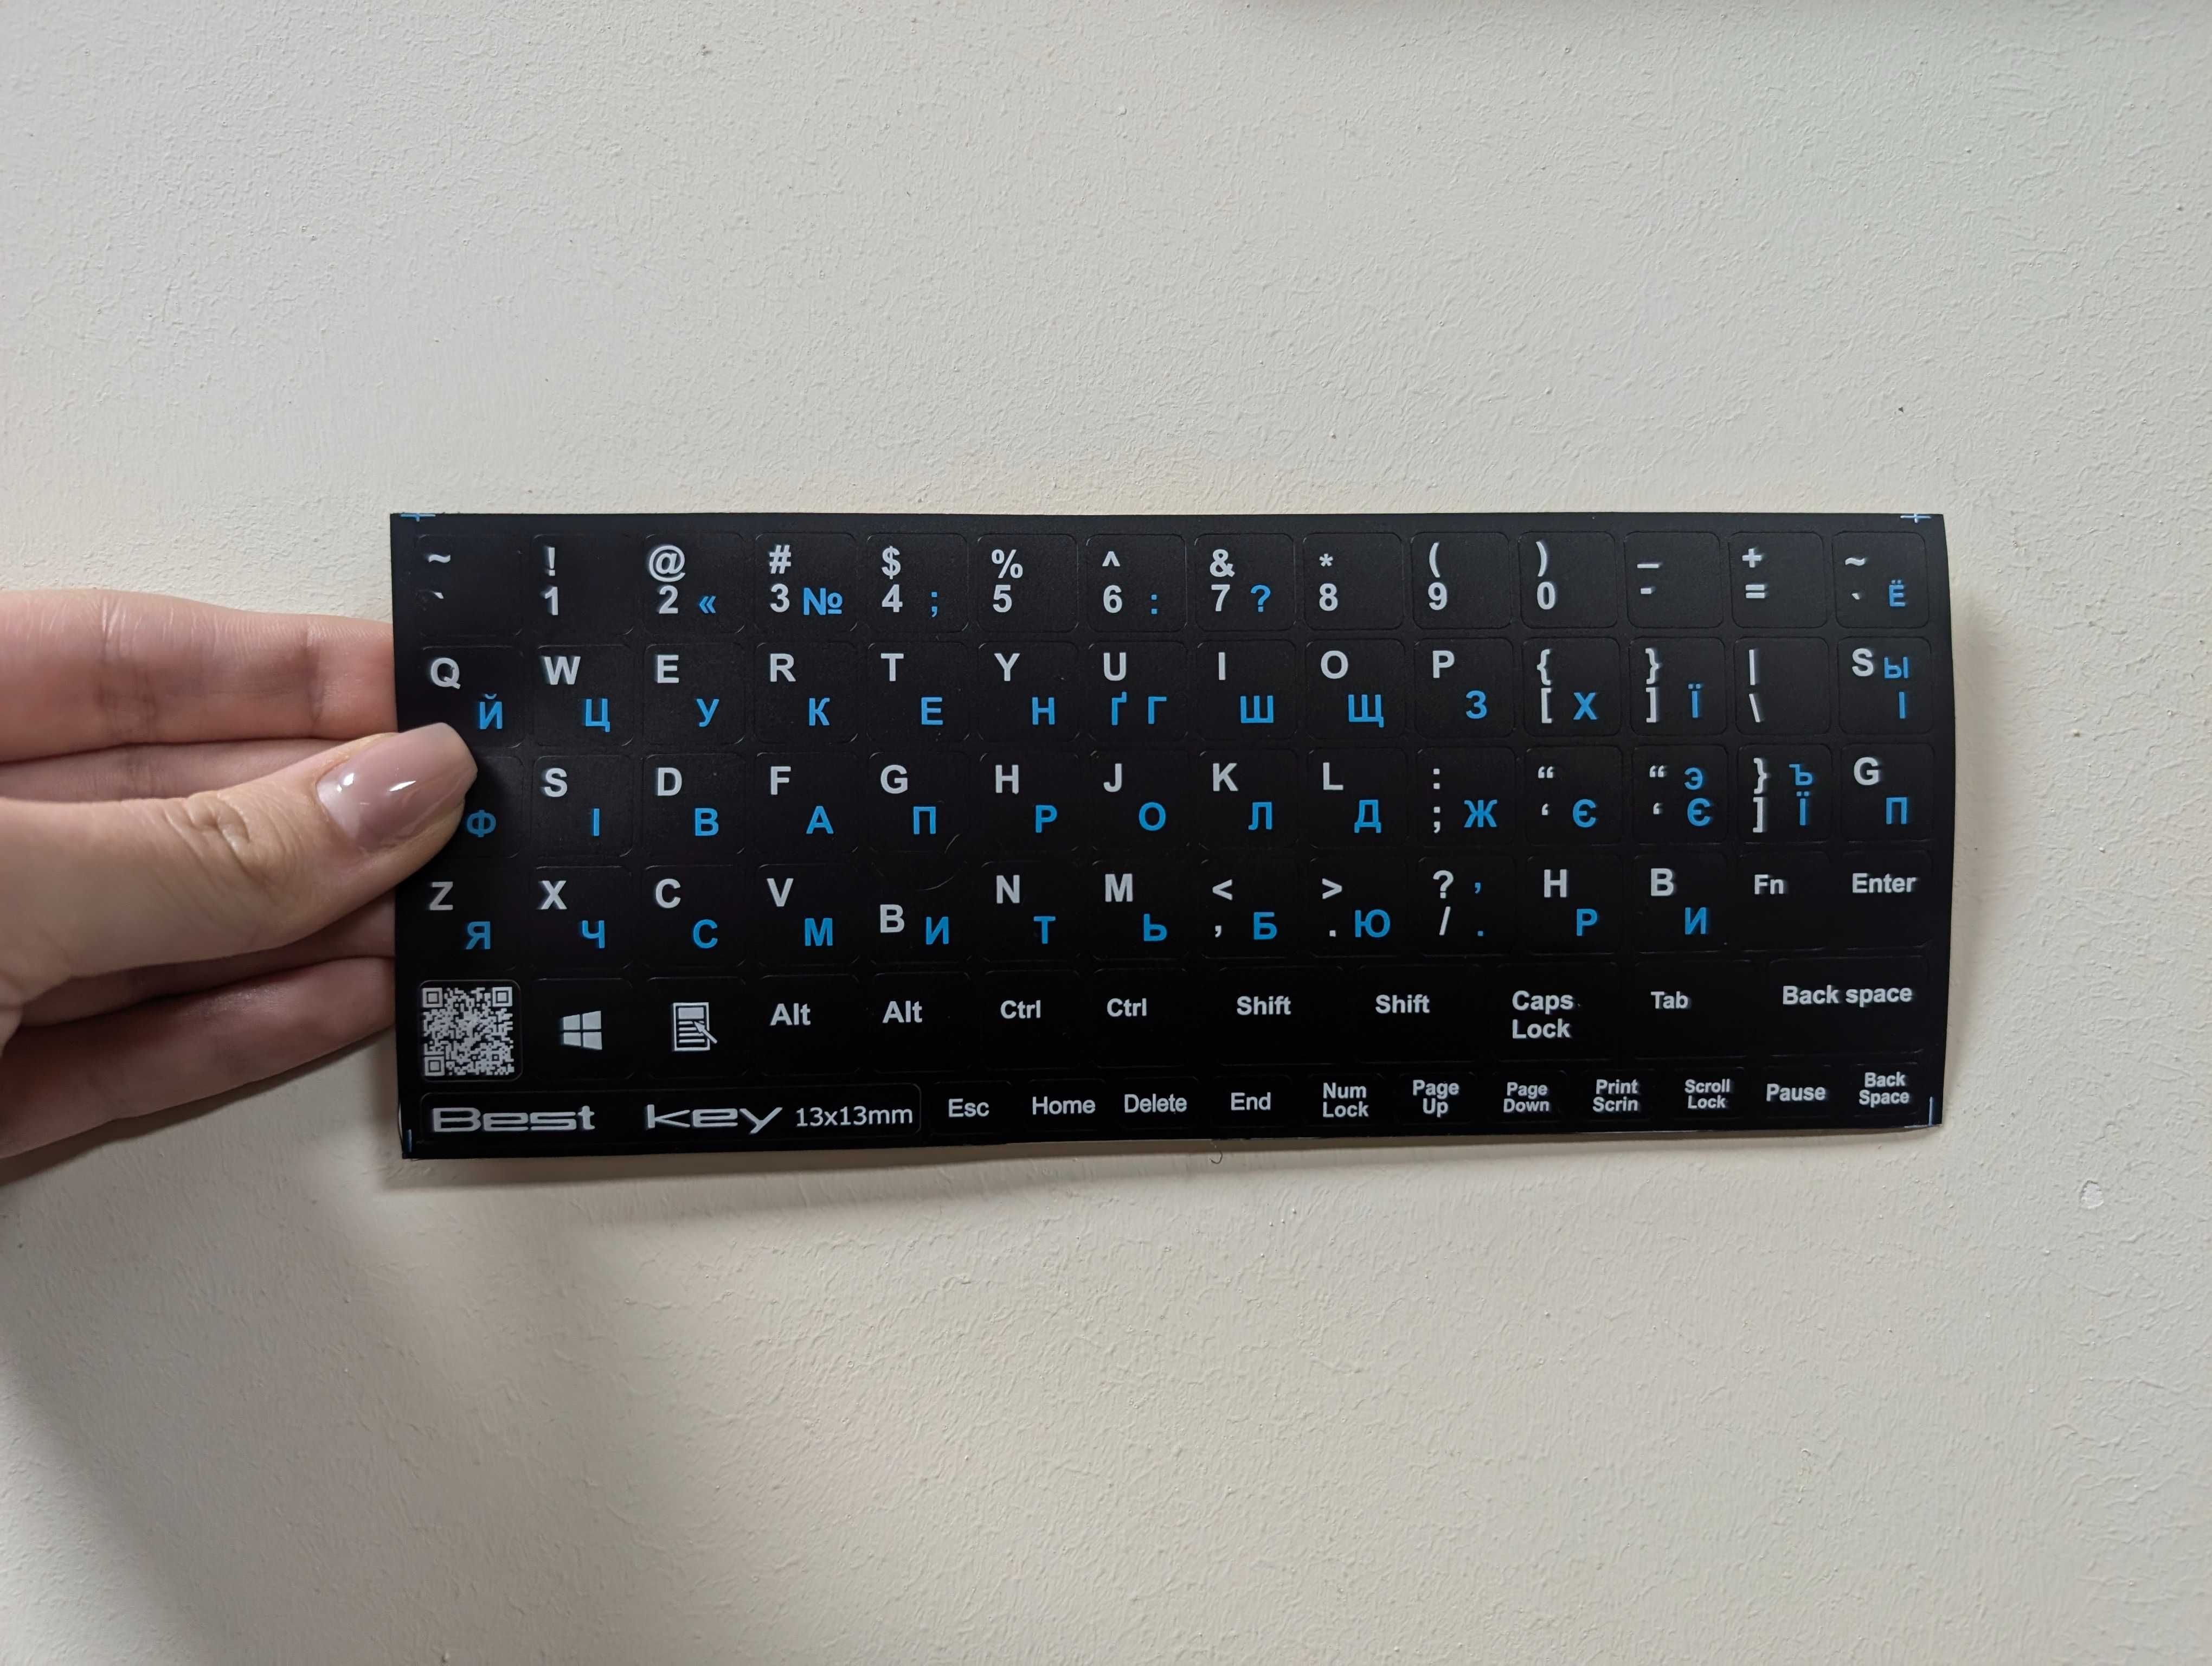 ~ ! @ # $ % ^ & * ( ) _ + ~
` 1 2 « 3 № 4 ; 5 6 : 7 ? 8 9 0 - = ` Ё
Q W E R T Y U I O P { } | S Ы
Й Ц У К Е Н Ґ Г Ш Щ З [ Х ] Ї \ І
S D F G H J K L : “ “ Э } Ъ G
Ф І В А П Р О Л Д ; Ж ‘ Є ‘ Є ] Ї П
Z X C V N M < > ? , H B Fn Enter
Я Ч С М B И Т Ь , Б . Ю / . Р И
Alt Alt Ctrl Ctrl Shift Shift Caps Lock Tab Back space
Best key 13x13mm Esc Home Delete End Num Lock Page Up Page Down Print Scrin Scroll Lock Pause Back Space